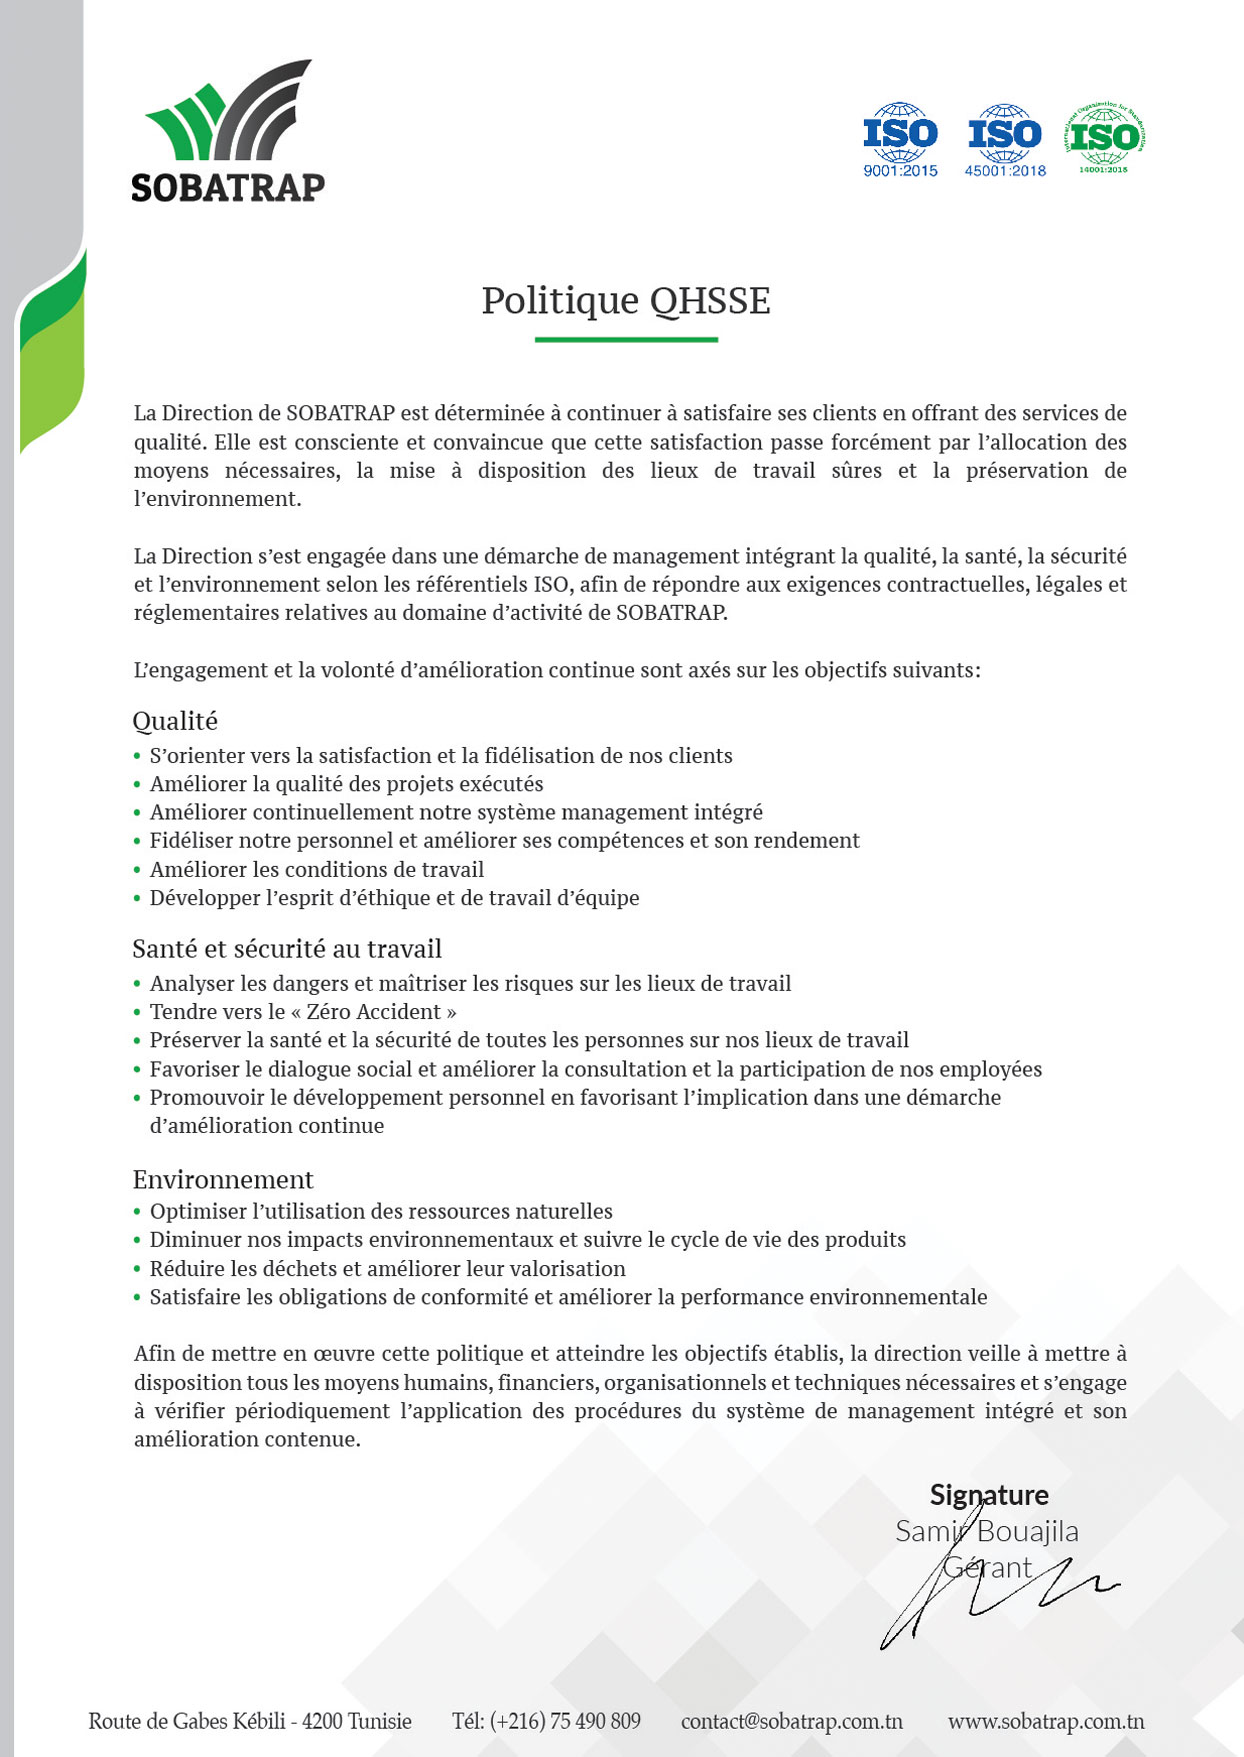 SOBATRAP
ISO
9001:2015
ISO
45001:2018
International Organization for Standardization
ISO
14001:2018
Politique QHSSE
La Direction de SOBATRAP est déterminée à continuer à satisfaire ses clients en offrant des services de
qualité. Elle est consciente et convaincue que cette satisfaction passe forcément par l’allocation des
moyens nécessaires, la mise à disposition des lieux de travail sûres et la préservation de
l’environnement.
La Direction s’est engagée dans une démarche de management intégrant la qualité, la santé, la sécurité
et l’environnement selon les référentiels ISO, afin de répondre aux exigences contractuelles, légales et
réglementaires relatives au domaine d’activité de SOBATRAP.
L’engagement et la volonté d’amélioration continue sont axés sur les objectifs suivants:
Qualité
• S’orienter vers la satisfaction et la fidélisation de nos clients
• Améliorer la qualité des projets exécutés
• Améliorer continuellement notre système management intégré
• Fidéliser notre personnel et améliorer ses compétences et son rendement
• Améliorer les conditions de travail
• Développer l’esprit d’éthique et de travail d’équipe
Santé et sécurité au travail
• Analyser les dangers et maîtriser les risques sur les lieux de travail
• Tendre vers le « Zéro Accident »
• Préserver la santé et la sécurité de toutes les personnes sur nos lieux de travail
• Favoriser le dialogue social et améliorer la consultation et la participation de nos employées
• Promouvoir le développement personnel en favorisant l’implication dans une démarche
d’amélioration continue
Environnement
• Optimiser l’utilisation des ressources naturelles
• Diminuer nos impacts environnementaux et suivre le cycle de vie des produits
• Réduire les déchets et améliorer leur valorisation
• Satisfaire les obligations de conformité et améliorer la performance environnementale
Afin de mettre en œuvre cette politique et atteindre les objectifs établis, la direction veille à mettre à
disposition tous les moyens humains, financiers, organisationnels et techniques nécessaires et s’engage
à vérifier périodiquement l’application des procédures du système de management intégré et son
amélioration contenue.
Signature
Samir Bouajila
Gérant
Route de Gabes Kébili - 4200 Tunisie Tél: (+216) 75 490 809 contact@sobatrap.com.tn www.sobatrap.com.tn